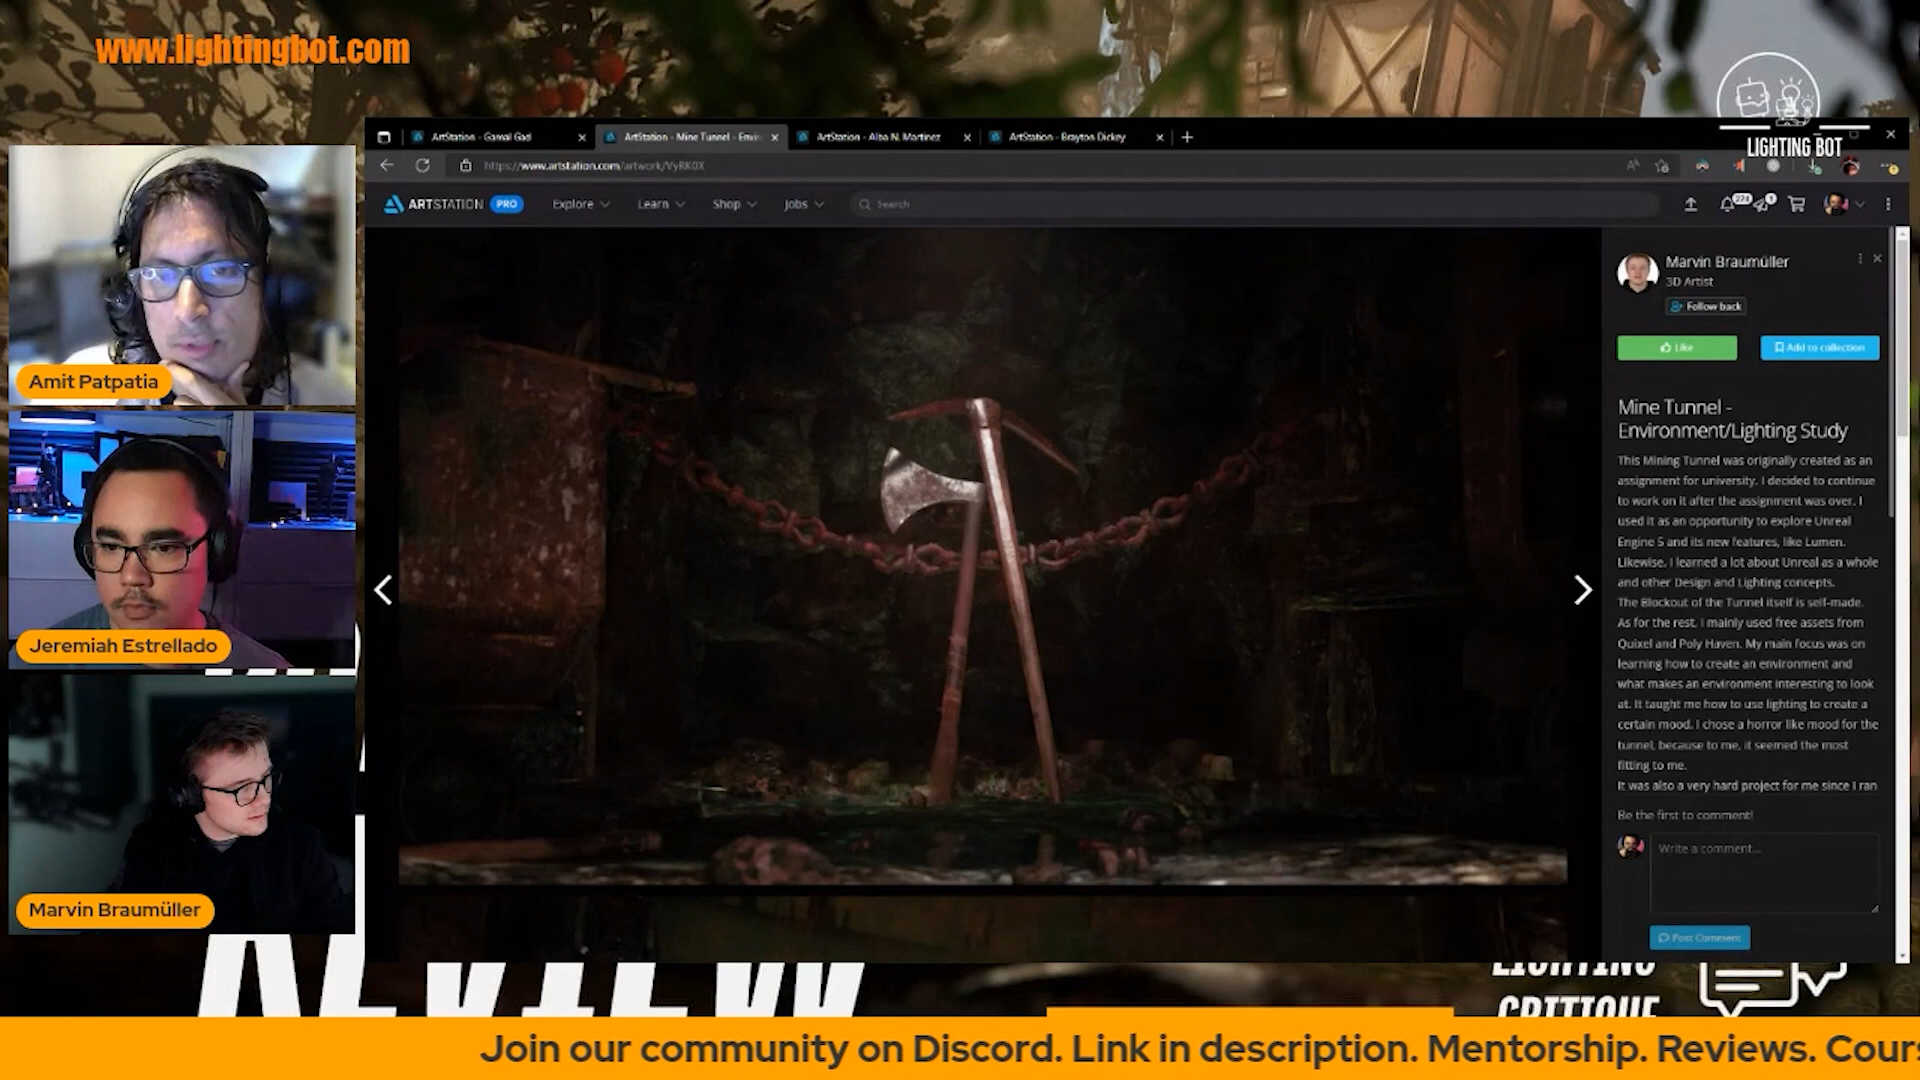 www.lightingbot.com
LIGHTING BOT
ArtStation - Gamal Gad
ArtStation - Mine Tunnel - Envir
ArtStation - Alba N. Martinez
ArtStation - Brayton Dickey
https://www.artstation.com/artwork/VyRK0X
ARTSTATION PRO Explore Learn Shop Jobs Search
274 1
Amit Patpatia
Jeremiah Estrellado
Marvin Braumüller
Marvin Braumüller
3D Artist
Follow back
Like
Add to collection
Mine Tunnel -
Environment/Lighting Study
This Mining Tunnel was originally created as an
assignment for university. I decided to continue
to work on it after the assignment was over. I
used it as an opportunity to explore Unreal
Engine 5 and its new features, like Lumen.
Likewise, I learned a lot about Unreal as a whole
and other Design and Lighting concepts.
The Blockout of the Tunnel itself is self-made.
As for the rest, I mainly used free assets from
Quixel and Poly Haven. My main focus was on
learning how to create an environment and
what makes an environment interesting to look
at. It taught me how to use lighting to create a
certain mood. I chose a horror like mood for the
tunnel, because to me, it seemed the most
fitting to me.
It was also a very hard project for me since I ran
Be the first to comment!
Write a comment...
Post Comment
REVIEW
LIGHTING
CRITIQUE
Join our community on Discord. Link in description. Mentorship. Reviews. Cours